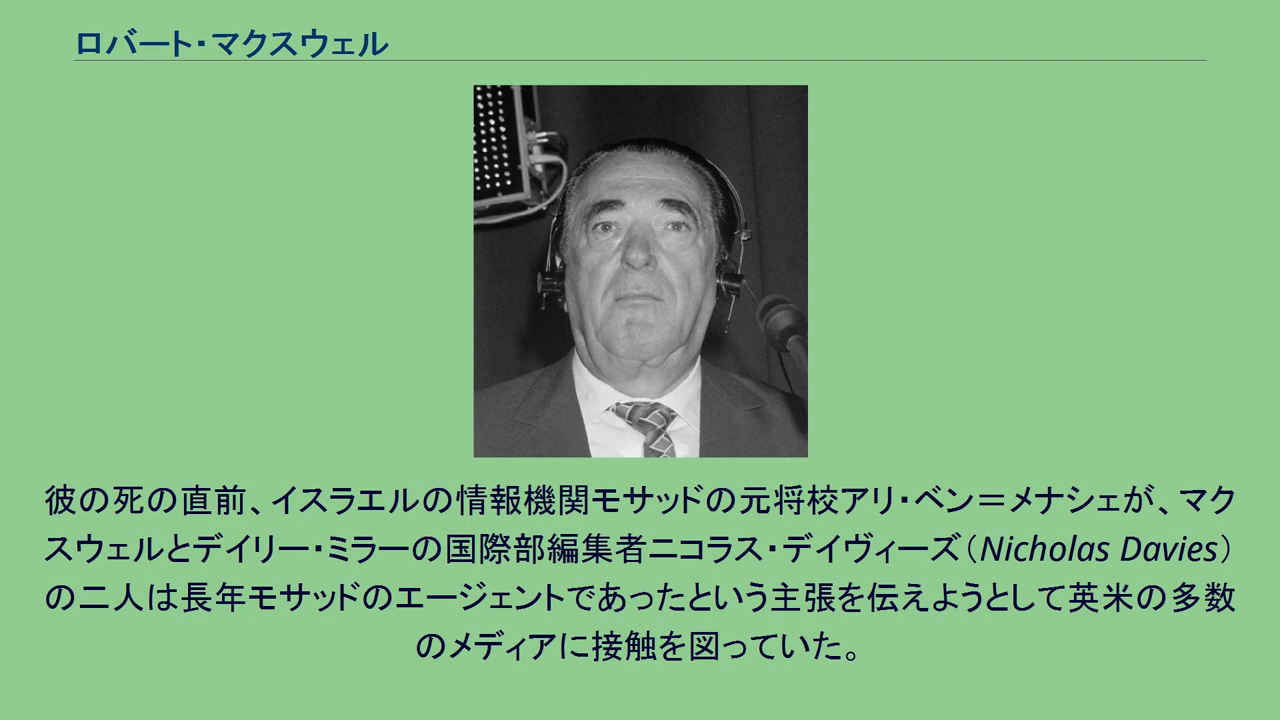 ロバート・マクスウェル
彼の死の直前、イスラエルの情報機関モサッドの元将校アリ・ベン＝メナシェが、マク
スウェルとデイリー・ミラーの国際部編集者ニコラス・デイヴィーズ（Nicholas Davies）
の二人は長年モサッドのエージェントであったという主張を伝えようとして英米の多数
のメディアに接触を図っていた。